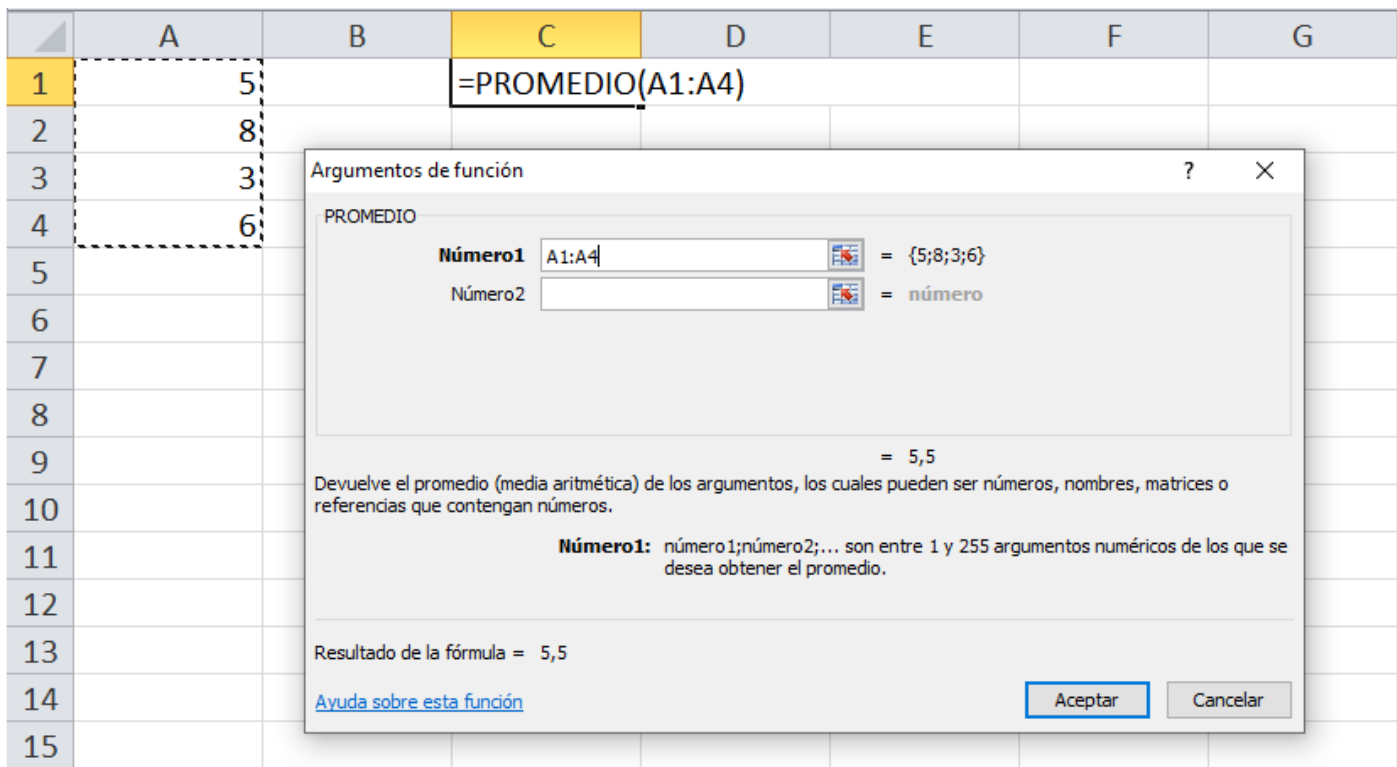 A B C D E F G
1 5 =PROMEDIO(A1:A4)
2 8
3 3
4 6
5
6
7
8
9
10
11
12
13
14
15
Argumentos de función ?
PROMEDIO
Número1 A1:A4 = {5;8;3;6}
Número2 = número
= 5,5
Devuelve el promedio (media aritmética) de los argumentos, los cuales pueden ser números, nombres, matrices o
referencias que contengan números.
Número1: número1;número2;... son entre 1 y 255 argumentos numéricos de los que se
desea obtener el promedio.
Resultado de la fórmula = 5,5
Ayuda sobre esta función Aceptar Cancelar